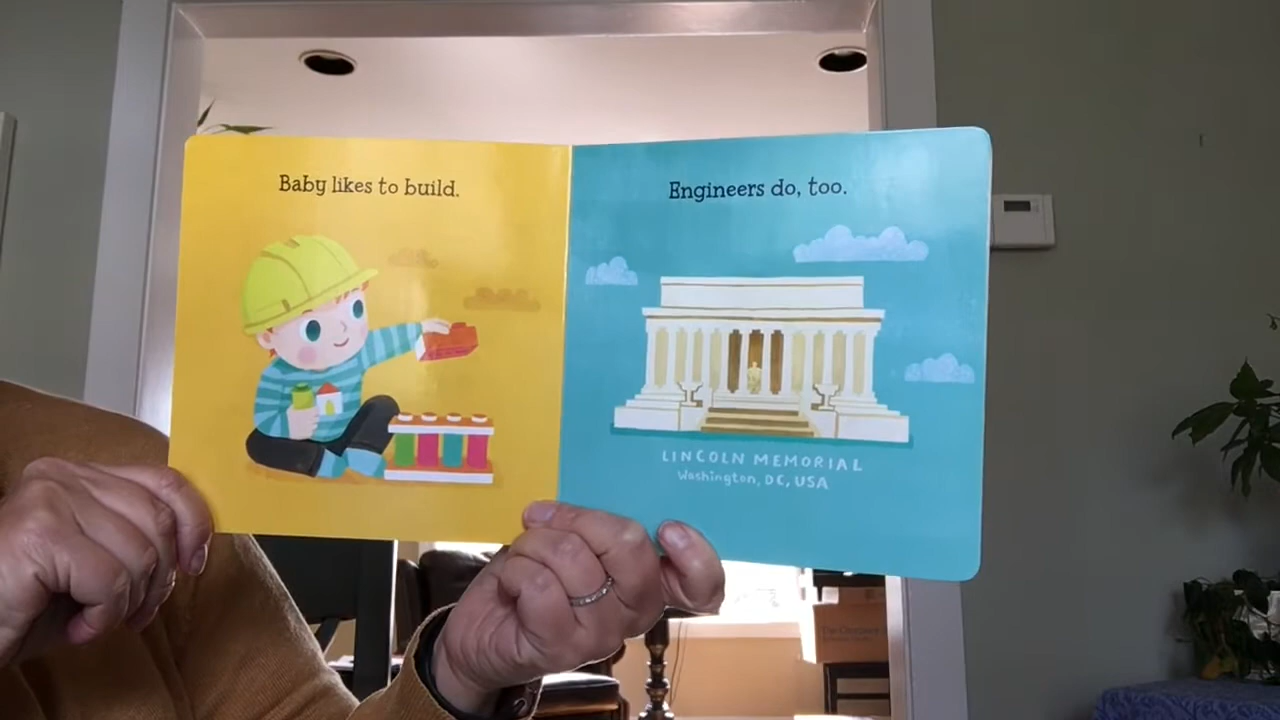 Baby likes to build.
Engineers do, too.
LINCOLN MEMORIAL
Washington, DC, USA